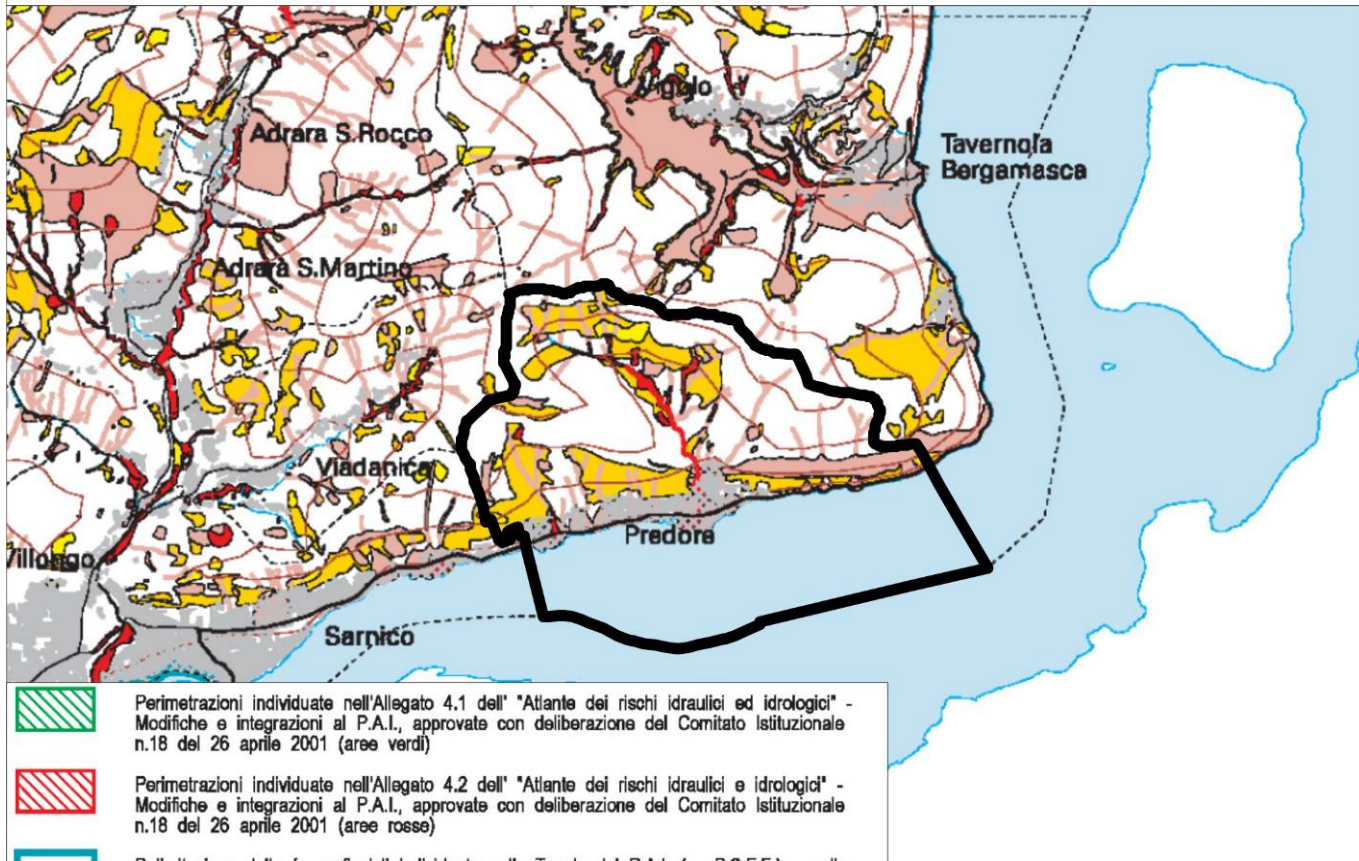 Vigolo
Adrara S.Rocco
Tavernola
Bergamasca
Adrara S.Martino
Viadanica
Predore
Villongo
Sarnico
Perimetrazioni individuate nell'Allegato 4.1 dell' "Atlante dei rischi idraulici ed idrologici" -
Modifiche e integrazioni al P.A.I., approvate con deliberazione del Comitato Istituzionale
n.18 del 26 aprile 2001 (aree verdi)
Perimetrazioni individuate nell'Allegato 4.2 dell' "Atlante dei rischi idraulici e idrologici" -
Modifiche e integrazioni al P.A.I., approvate con deliberazione del Comitato Istituzionale
n.18 del 26 aprile 2001 (aree rosse)